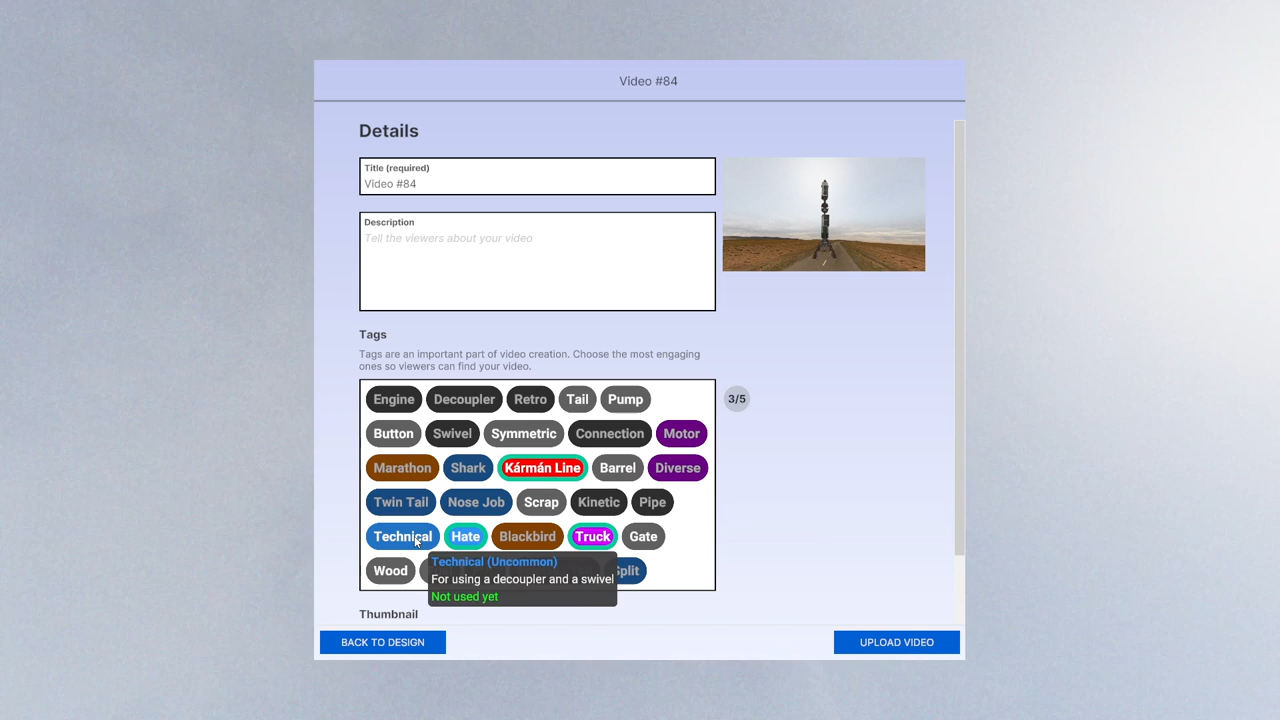 Video #84
Details
Title (required)
Video #84
Description
Tell the viewers about your video
Tags
Tags are an important part of video creation. Choose the most engaging
ones so viewers can find your video.
Engine Decoupler Retro Tail Pump
3/5
Button Swivel Symmetric Connection Motor
Marathon Shark Kármán Line Barrel Diverse
Twin Tail Nose Job Scrap Kinetic Pipe
Technical Hate Blackbird Truck Gate
Wood Split
Technical (Uncommon)
For using a decoupler and a swivel
Not used yet
Thumbnail
BACK TO DESIGN UPLOAD VIDEO